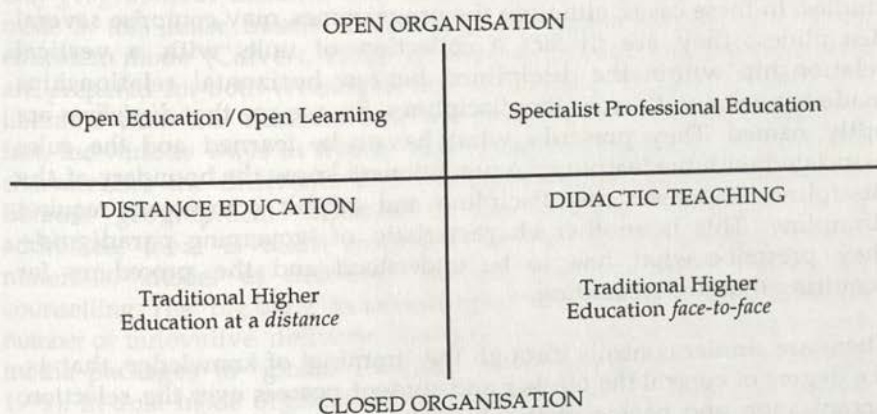 OPEN ORGANISATION
Open Education/Open Learning
Specialist Professional Education
DISTANCE EDUCATION
DIDACTIC TEACHING
Traditional Higher
Education at a distance
Traditional Higher
Education face-to-face
CLOSED ORGANISATION